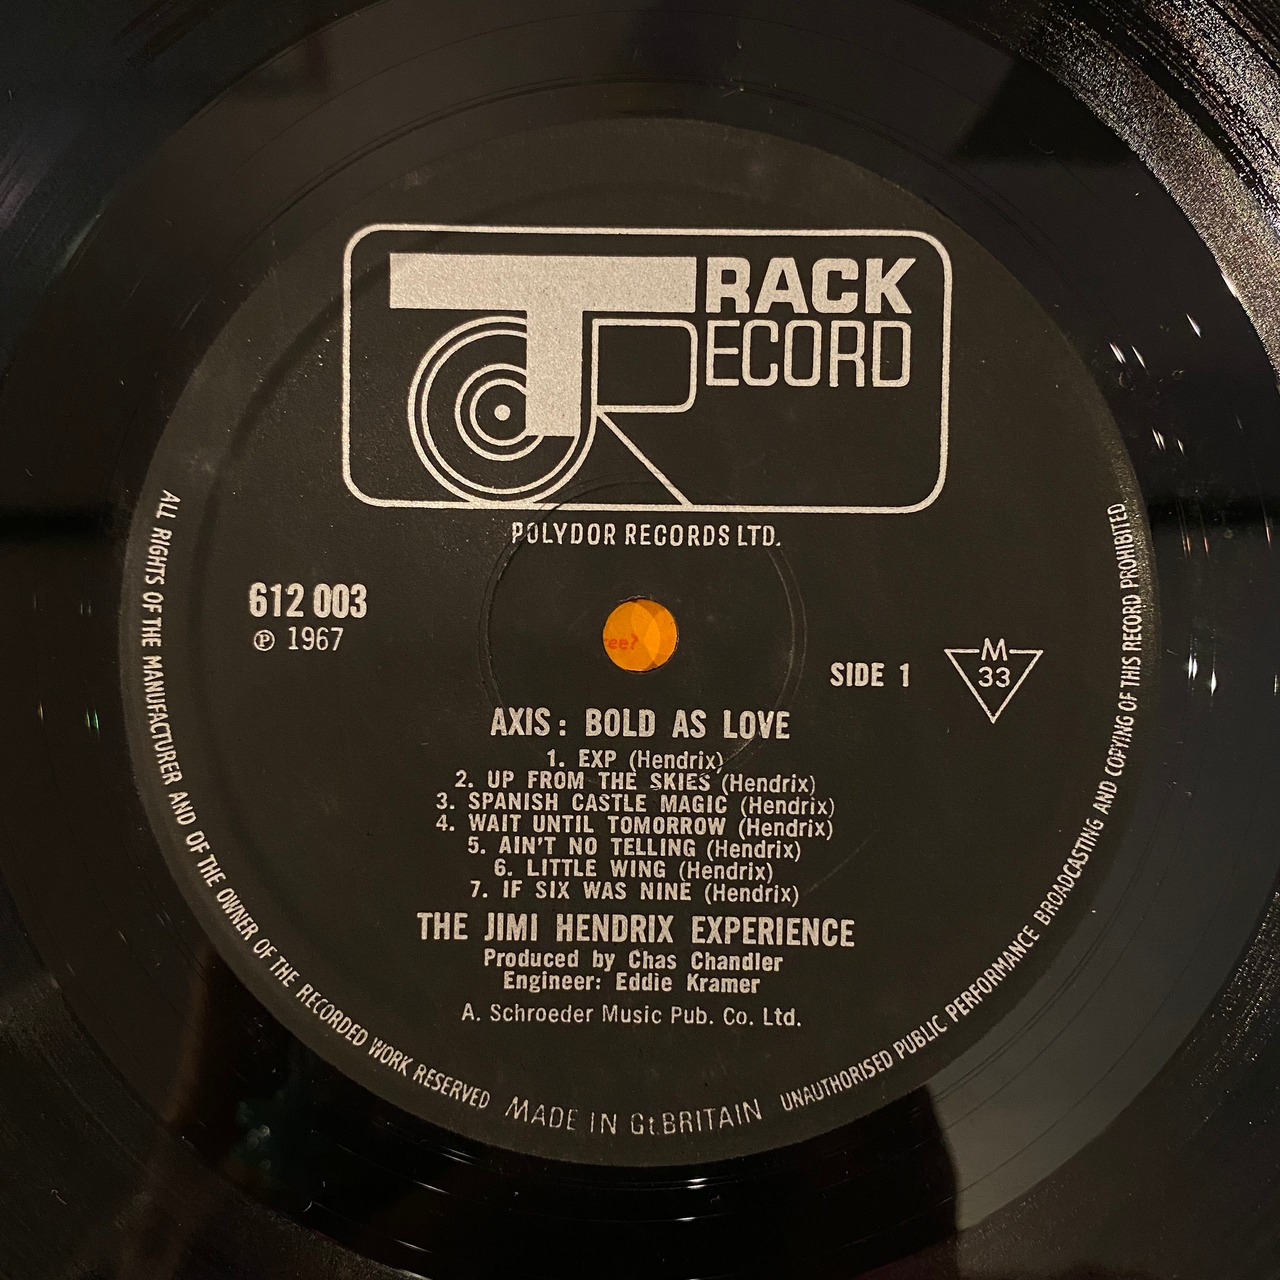 TRACK
RECORD
POLYDOR RECORDS LTD.
612 003
℗ 1967
ree?
SIDE 1
M
33
AXIS: BOLD AS LOVE
1. EXP (Hendrix)
2. UP FROM THE SKIES (Hendrix)
3. SPANISH CASTLE MAGIC (Hendrix)
4. WAIT UNTIL TOMORROW (Hendrix)
5. AIN'T NO TELLING (Hendrix)
6. LITTLE WING (Hendrix)
7. IF SIX WAS NINE (Hendrix)
THE JIMI HENDRIX EXPERIENCE
Produced by Chas Chandler
Engineer: Eddie Kramer
A. Schroeder Music Pub. Co. Ltd.
ALL RIGHTS OF THE MANUFACTURER AND OF THE OWNER OF THE RECORDED WORK RESERVED
MADE IN Gt.BRITAIN
UNAUTHORISED PUBLIC PERFORMANCE BROADCASTING AND COPYING OF THIS RECORD PROHIBITED